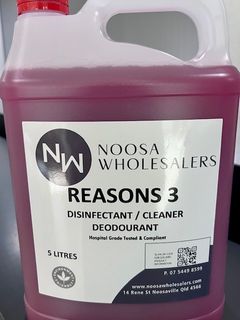 NW
NOOSA
WHOLESALERS
REASONS 3
DISINFECTANT / CLEANER
DEODOURANT
Hospital Grade Tested & Compliant
5 LITRES
P. 07 5449 8599
www.noosawholesalers.com
14 Rene St Noosaville Qld 4566